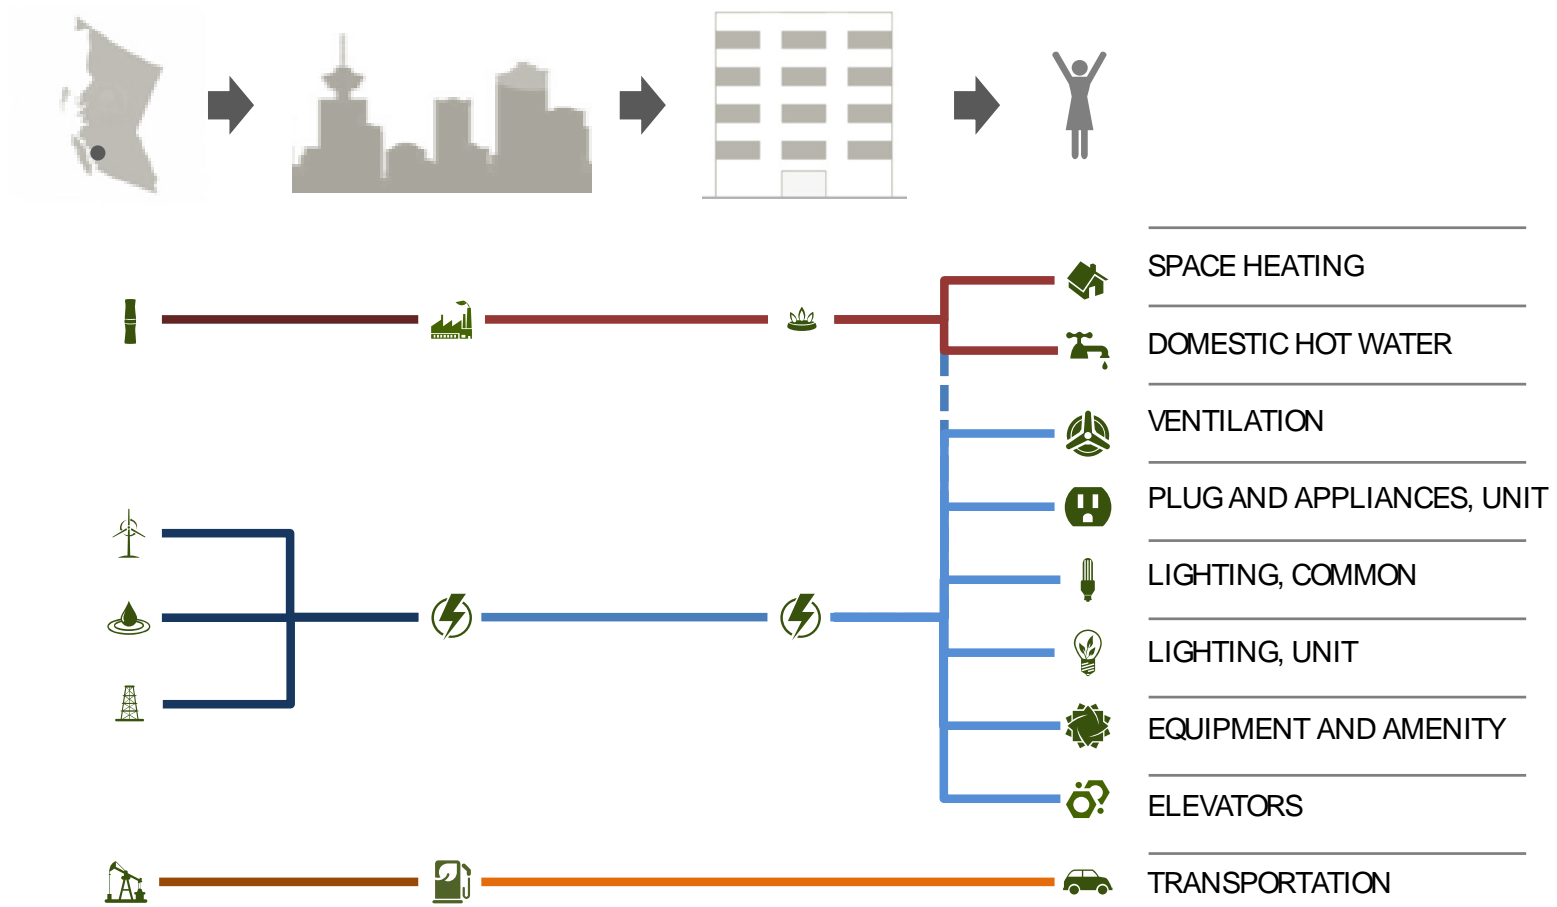 SPACE HEATING
DOMESTIC HOT WATER
VENTILATION
PLUG AND APPLIANCES, UNIT
LIGHTING, COMMON
LIGHTING, UNIT
EQUIPMENT AND AMENITY
ELEVATORS
TRANSPORTATION